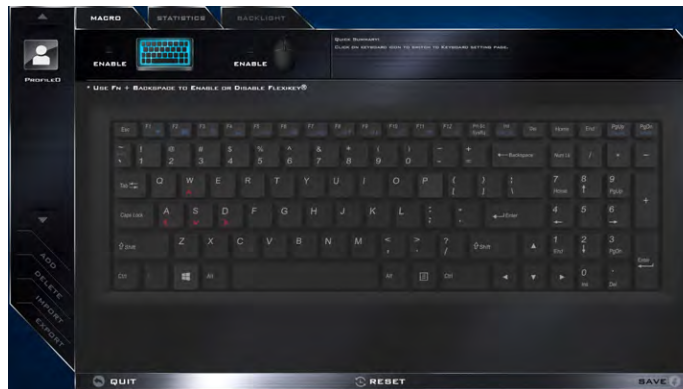 MACRO STATISTICS BACKLIGHT
Quick Summary:
Click on keyboard icon to switch to Keyboard setting page.
ENABLE ENABLE
Profile0
* Use Fn + Backspace to Enable or Disable FlexiKey®
Esc F1 F2 F3 F4 F5 F6 F7 F8 F9 F10 F11 F12 Del Home End PgUp PgDn
~ ! @ # $ % ^ & * ( ) - + Backspace Num Lk / * -
1 2 3 4 5 6 7 8 9 0
Tab Q W E R T Y U I O P { } | 7 8 9 +
[ ] \ Home PgUp
Caps Lock A S D F G H J K L : " Enter 4 5 6
Shift Z X C V B N M < > ? Shift 1 2 3 Enter
/ End PgDn
Ctrl Alt Alt Ctrl 0 .
Ins Del
ADD
DELETE
IMPORT
EXPORT
QUIT RESET SAVE